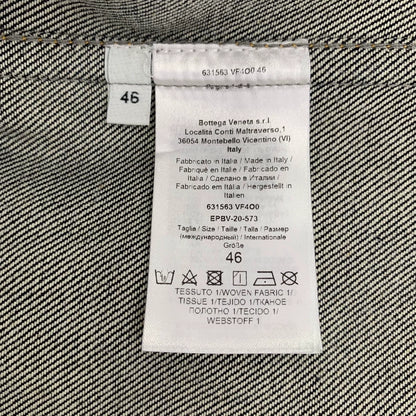 46
631563 VF4O0 46
Bottega Veneta s.r.l.
Località Conti Maltraverso,1
36054 Montebello Vicentino (VI)
Italy
Fabbricato in Italia / Made in Italy /
Fabriqué en Italie / Fabricado en
Italia / Сделано в Италии /
Fabricado em Itália / Hergestellt in
Italien
631563 VF4O0
EPBV-20-573
Taglia / Size / Taille / Talla / Размер
(международный) / Internationale
Größe
46
TESSUTO 1/WOVEN FABRIC 1/
TISSUE 1/TEJIDO 1/ТКАНОЕ
ПОЛОТНО 1/TECIDO 1/
WEBSTOFF 1